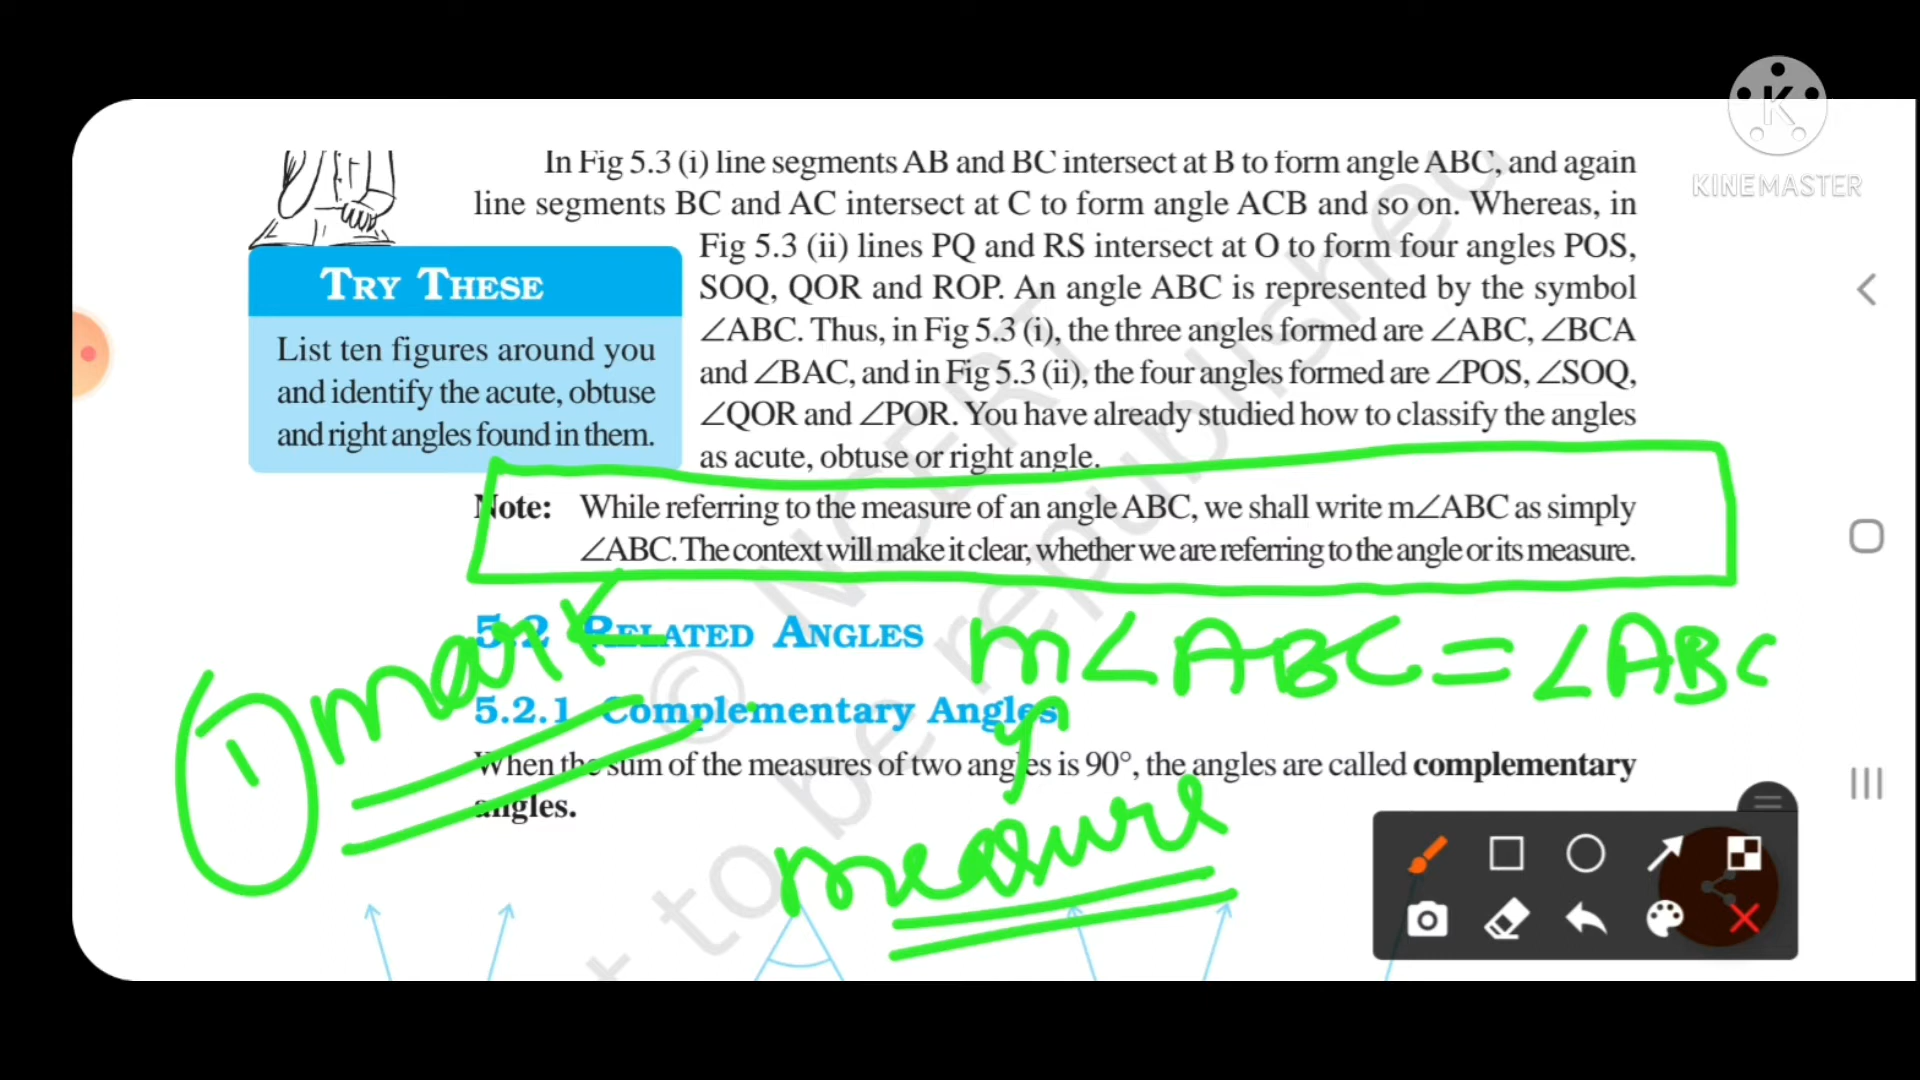 KINEMASTER
In Fig 5.3 (i) line segments AB and BC intersect at B to form angle ABC, and again
line segments BC and AC intersect at C to form angle ACB and so on. Whereas, in
Fig 5.3 (ii) lines PQ and RS intersect at O to form four angles POS,
SOQ, QOR and ROP. An angle ABC is represented by the symbol
∠ABC. Thus, in Fig 5.3 (i), the three angles formed are ∠ABC, ∠BCA
and ∠BAC, and in Fig 5.3 (ii), the four angles formed are ∠POS, ∠SOQ,
∠QOR and ∠POR. You have already studied how to classify the angles
as acute, obtuse or right angle.
TRY THESE
List ten figures around you
and identify the acute, obtuse
and right angles found in them.
Note: While referring to the measure of an angle ABC, we shall write m∠ABC as simply
∠ABC. The context will make it clear, whether we are referring to the angle or its measure.
5.2 RELATED ANGLES
m∠ABC = ∠ABC
1 mark
5.2.1 Complementary Angles
When the sum of the measures of two angles is 90°, the angles are called complementary
angles.
measure
© NCERT
t to be republished